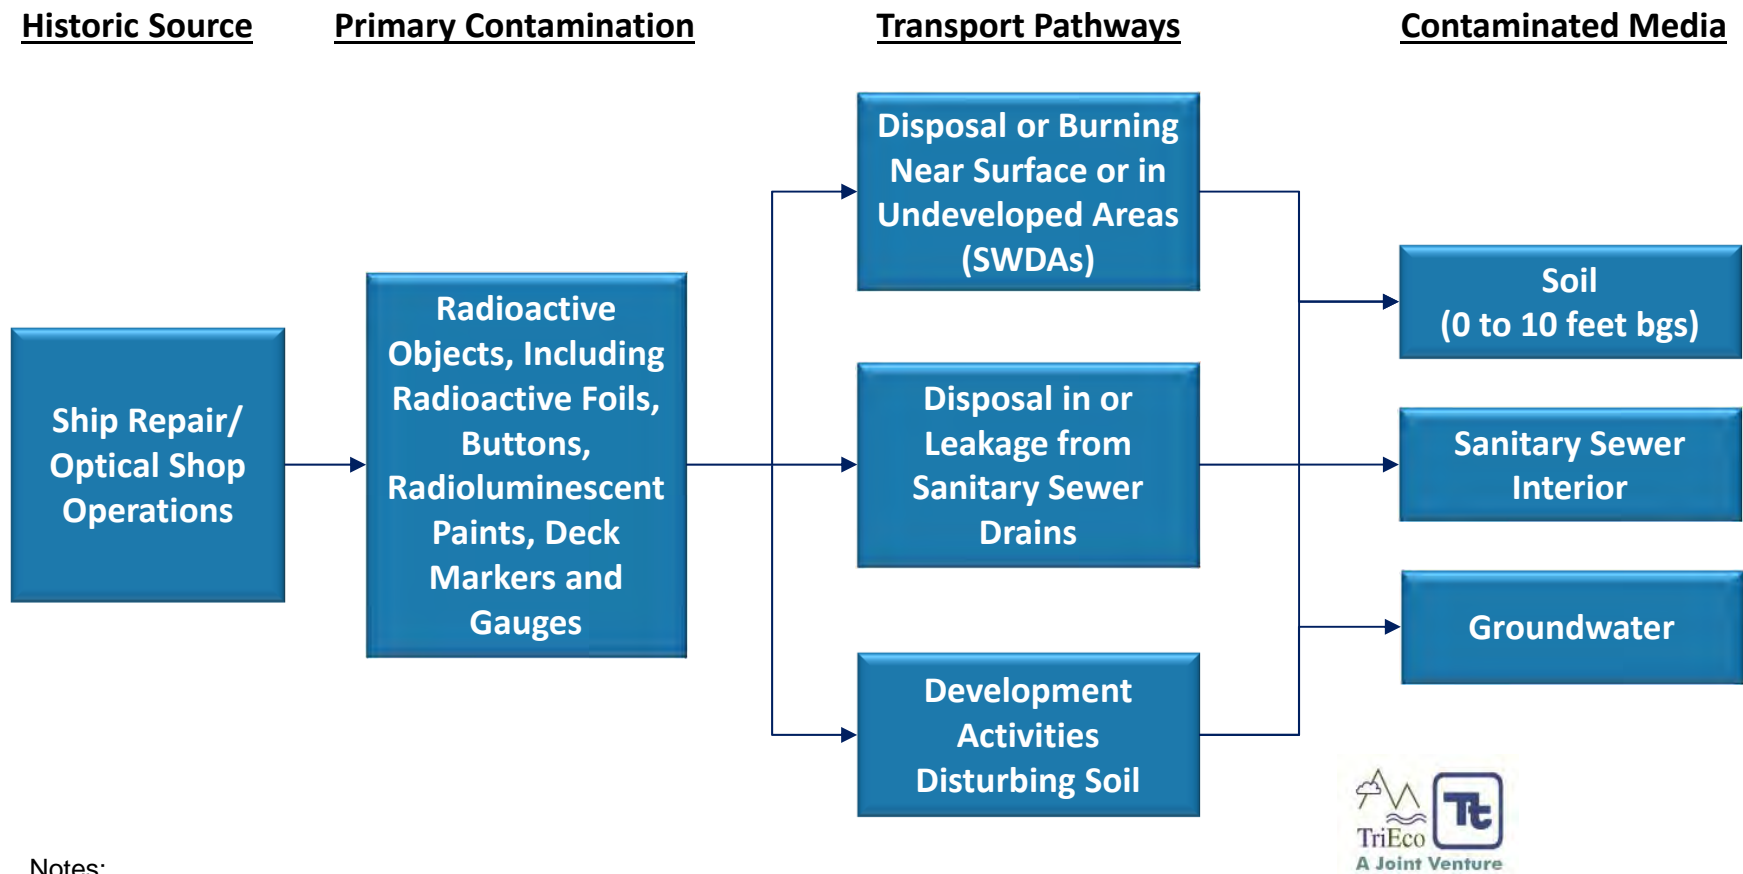 Historic Source
Primary Contamination
Transport Pathways
Contaminated Media
Ship Repair/
Optical Shop
Operations
Radioactive
Objects, Including
Radioactive Foils,
Buttons,
Radioluminescent
Paints, Deck
Markers and
Gauges
Disposal or Burning
Near Surface or in
Undeveloped Areas
(SWDAs)
Disposal in or
Leakage from
Sanitary Sewer
Drains
Development
Activities
Disturbing Soil
Soil
(0 to 10 feet bgs)
Sanitary Sewer
Interior
Groundwater
Tt
TriEco
A Joint Venture
Notes: